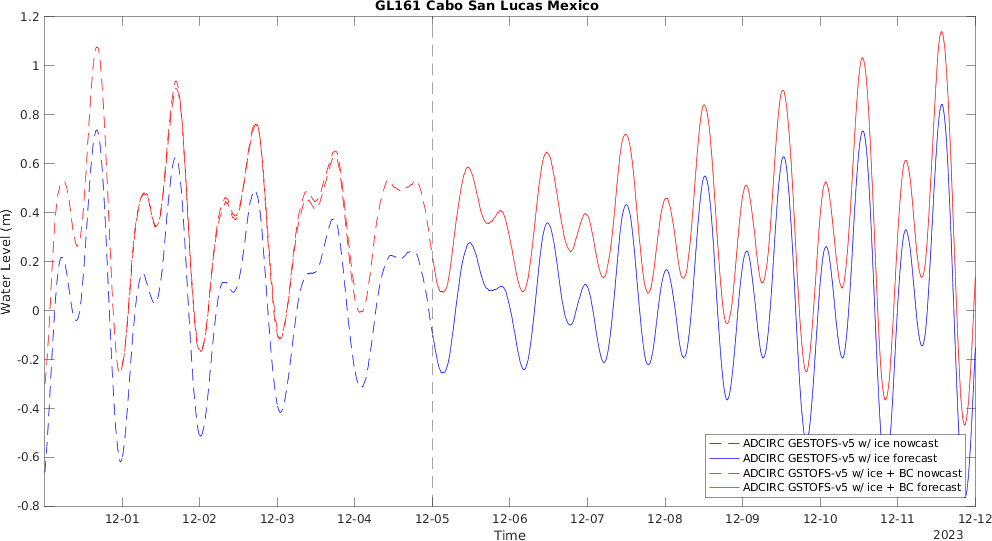 GL161 Cabo San Lucas Mexico
Water Level (m)
1.2
1
0.8
0.6
0.4
0.2
0
-0.2
-0.4
-0.6
-0.8
ADCIRC GESTOFS-v5 w/ ice nowcast
ADCIRC GESTOFS-v5 w/ ice forecast
ADCIRC GSTOFS-v5 w/ ice + BC nowcast
ADCIRC GSTOFS-v5 w/ ice + BC forecast
12-01 12-02 12-03 12-04 12-05 12-06 12-07 12-08 12-09 12-10 12-11 12-12
Time
2023